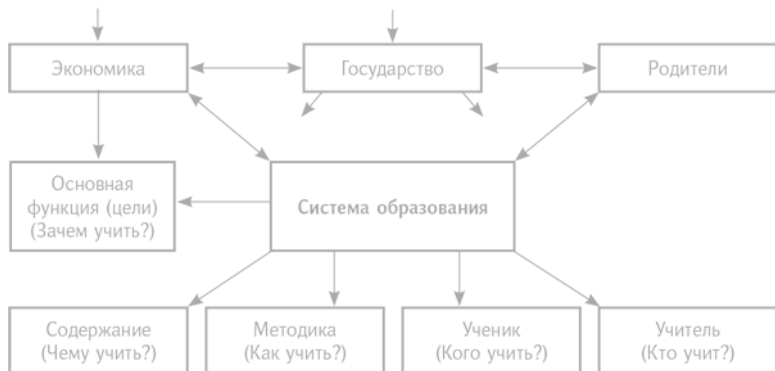 Экономика
Государство
Родители
Основная
функция (цели)
(Зачем учить?)
Система образования
Содержание
(Чему учить?)
Методика
(Как учить?)
Ученик
(Кого учить?)
Учитель
(Кто учит?)